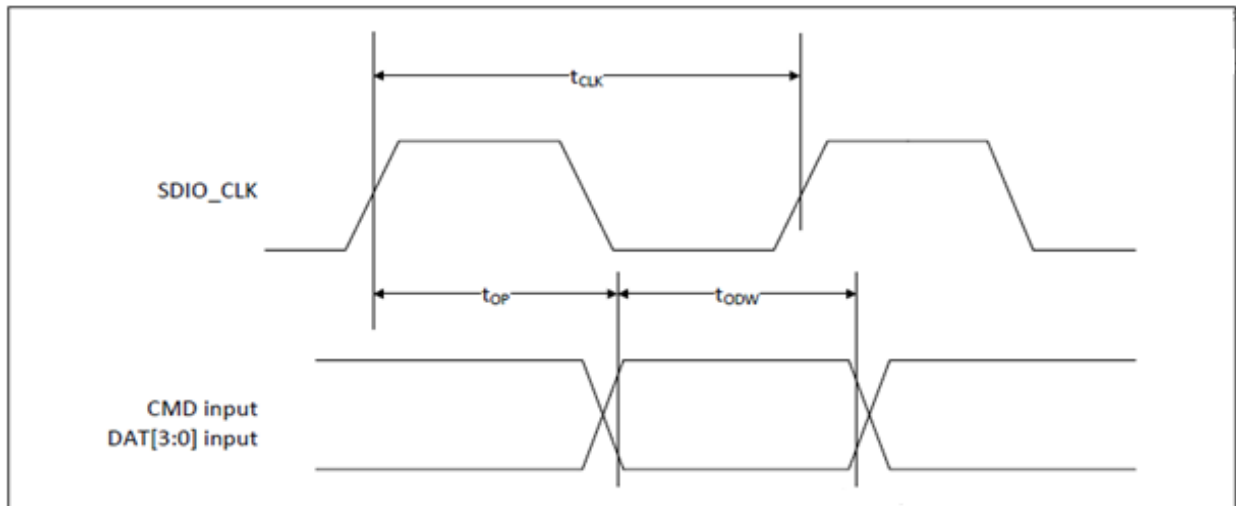 tCLK
SDIO_CLK
tOP
tODW
CMD input
DAT[3:0] input